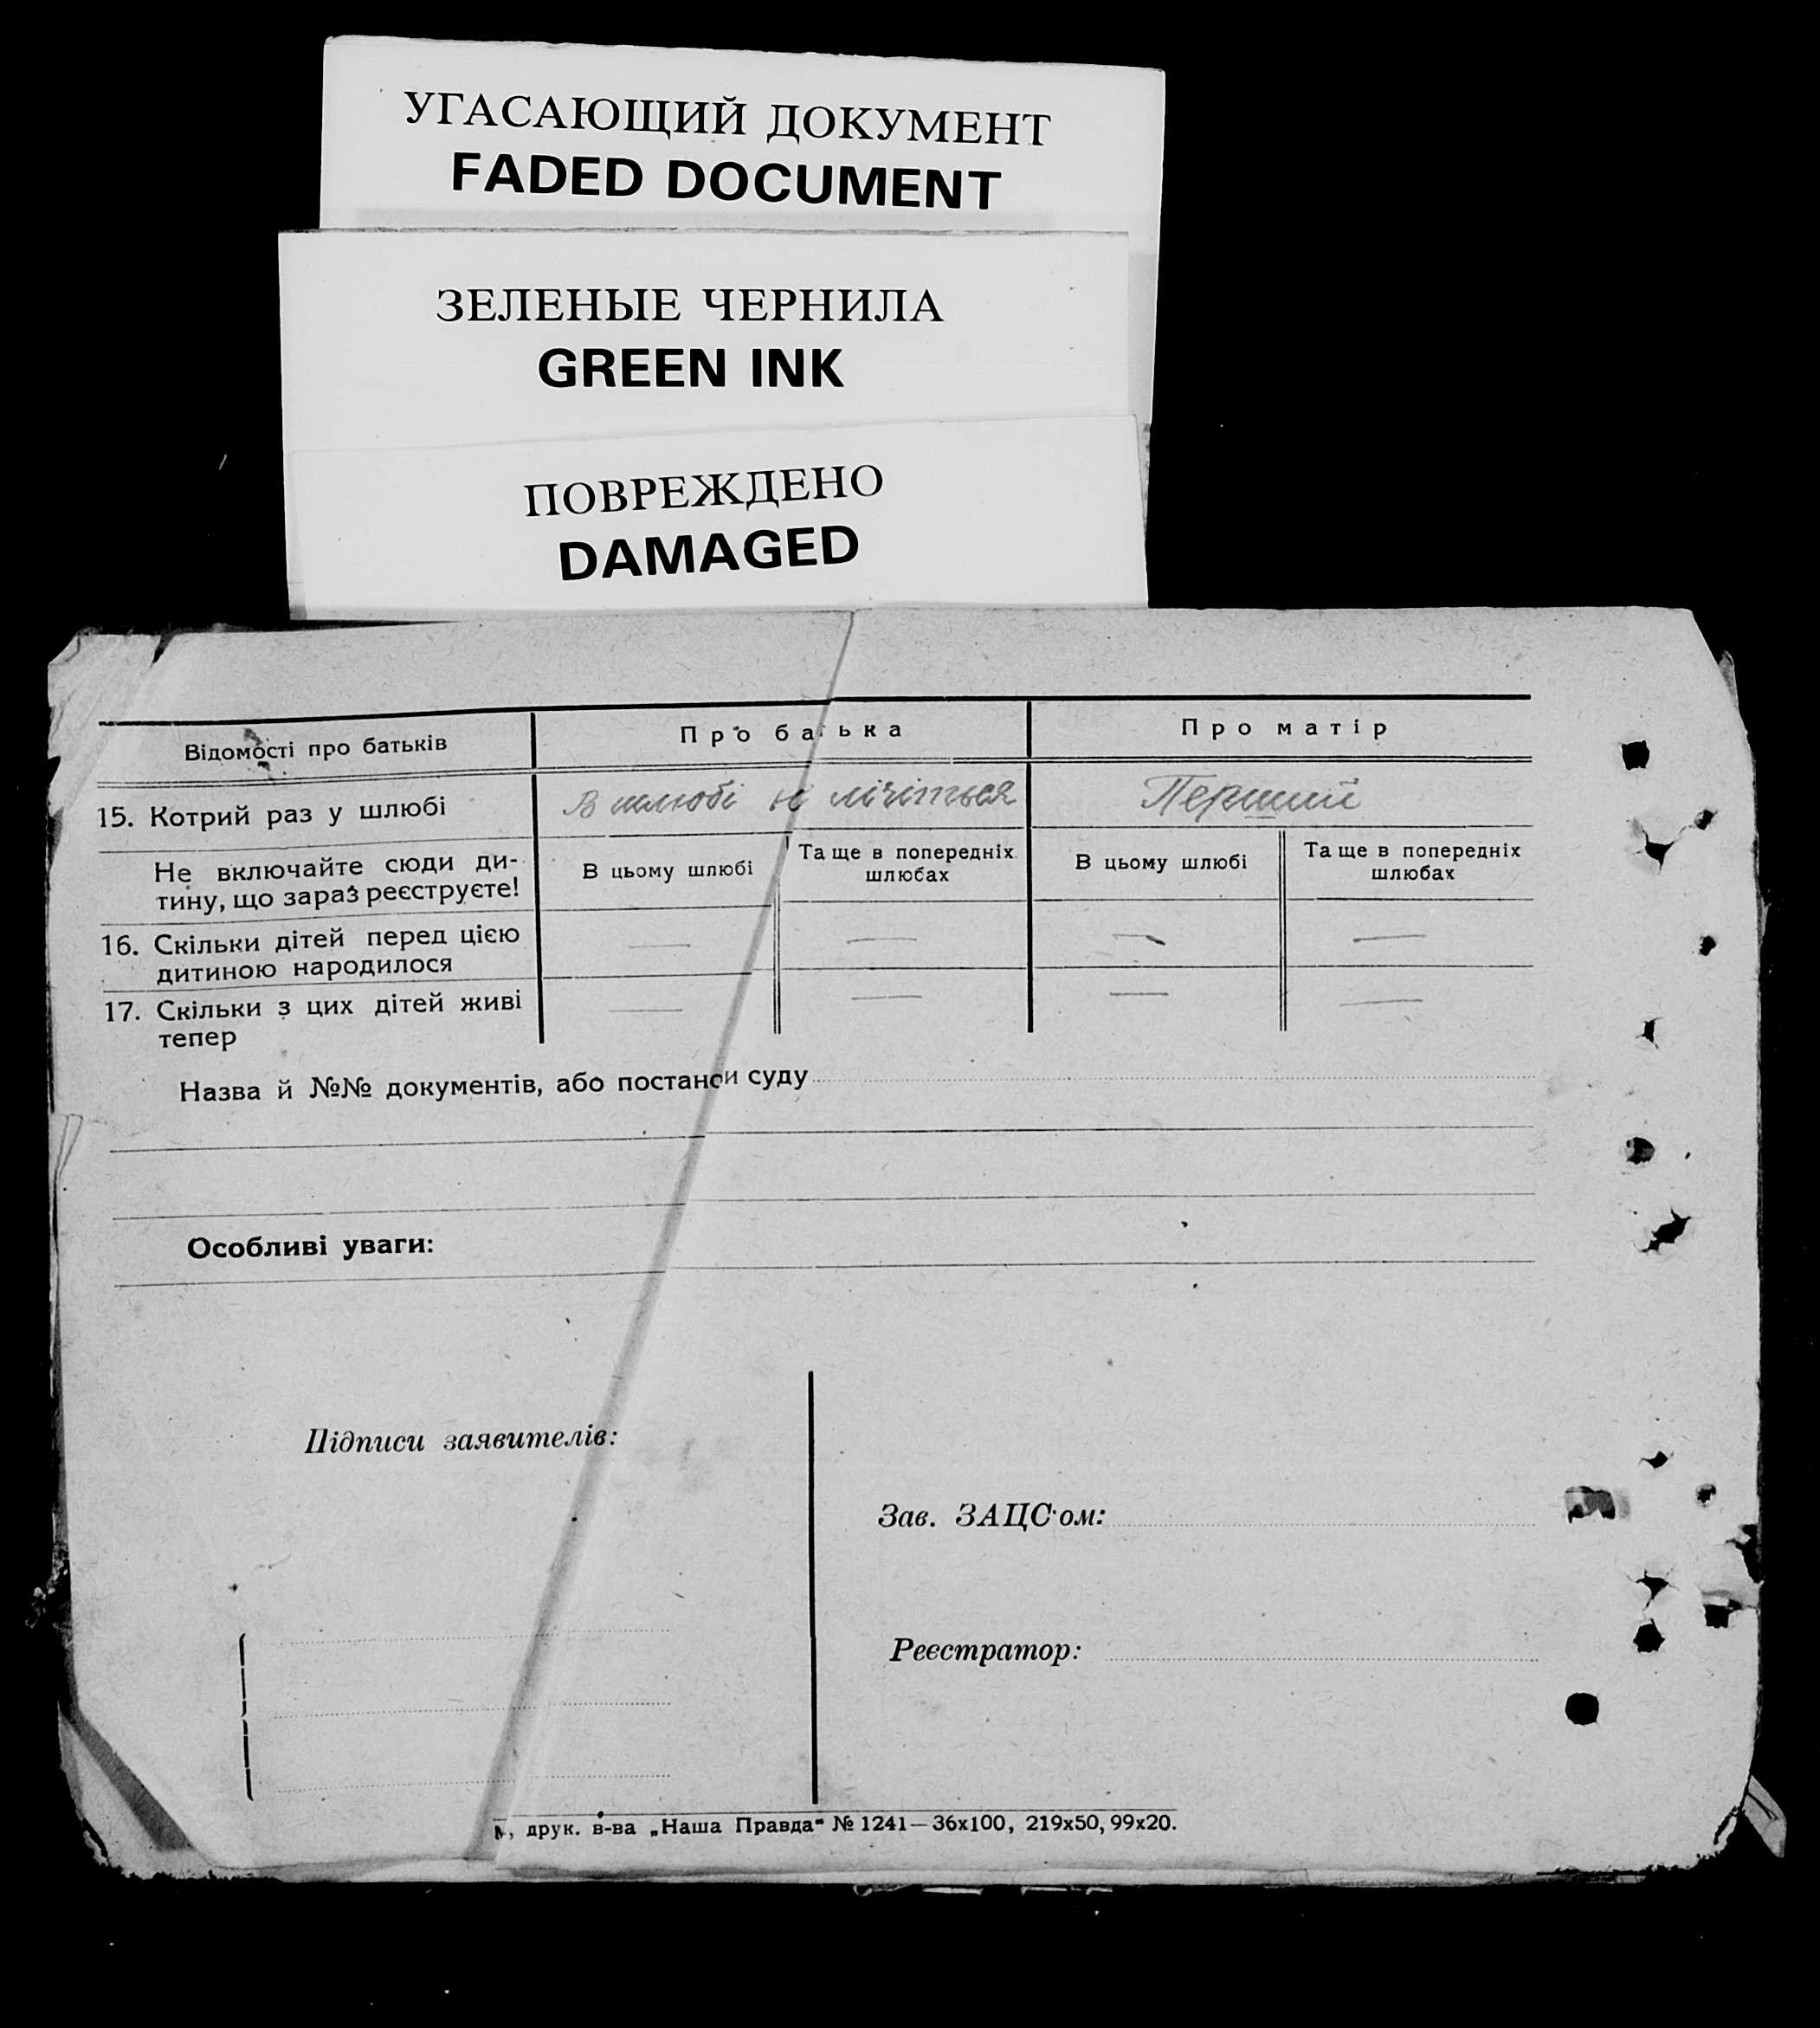 УГАСАЮЩИЙ ДОКУМЕНТ
FADED DOCUMENT
ЗЕЛЕНЫЕ ЧЕРНИЛА
GREEN INK
ПОВРЕЖДЕНО
DAMAGED
Відомості про батьків Про батька Про матір
15. Котрий раз у шлюбі В шлюбі н лічіться Перший
Не включайте сюди ди-
тину, що зараз реєструєте!
В цьому шлюбі Та ще в попередніх шлюбах В цьому шлюбі Та ще в попередніх шлюбах
16. Скільки дітей перед цією — — — —
дитиною народилося
17. Скільки з цих дітей живі — — — —
тепер
Назва й №№ документів, або постанои суду
Особливі уваги:
Підписи заявителів:
Зав. ЗАЦС'ом:
Реєстратор:
друк. в-ва „Наша Правда“ № 1241—36х100, 219х50, 99х20.